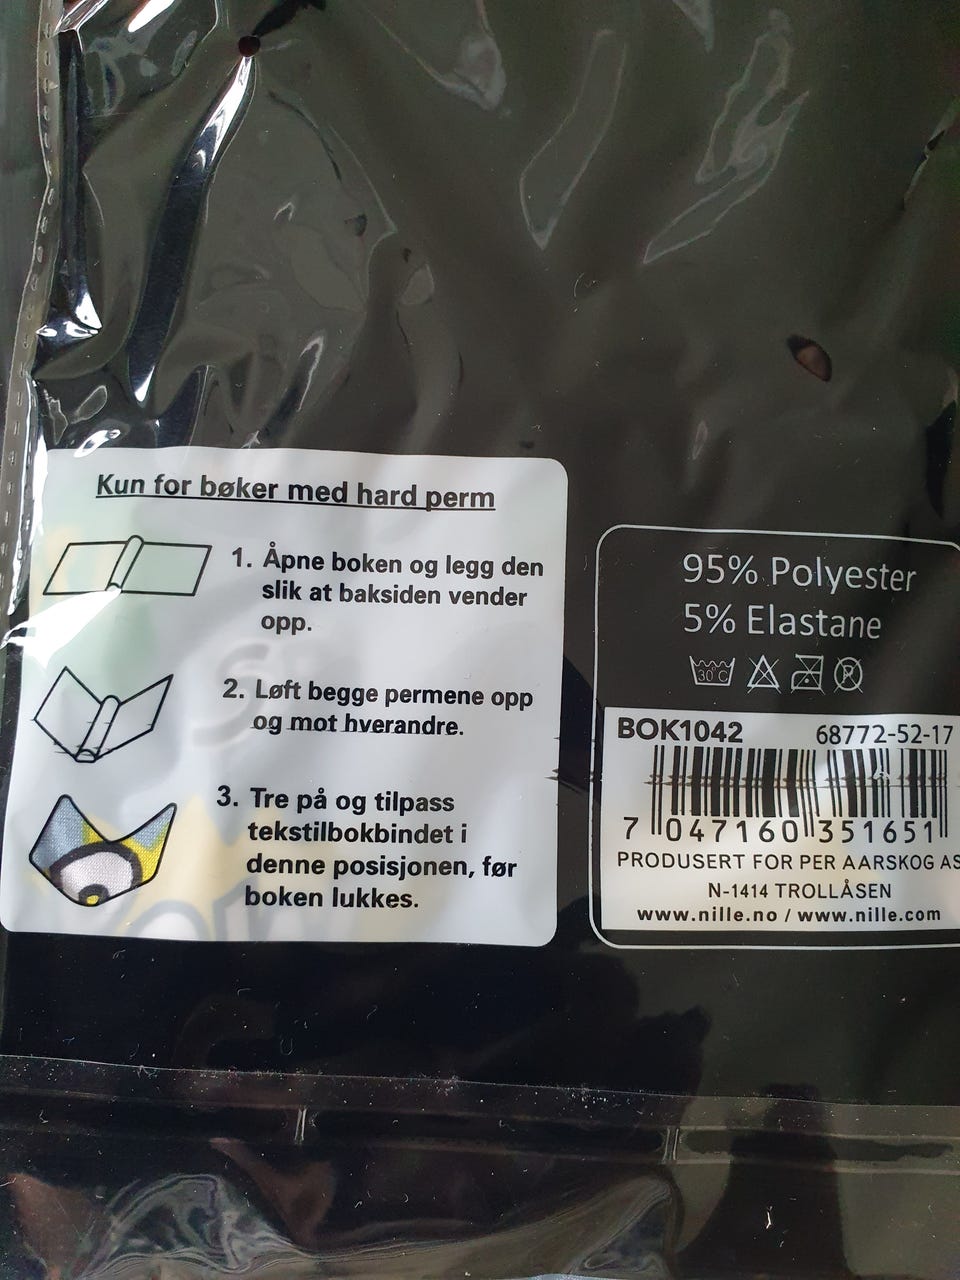 Kun for bøker med hard perm
1. Åpne boken og legg den
slik at baksiden vender
opp.
2. Løft begge permene opp
og mot hverandre.
3. Tre på og tilpass
tekstilbokbindet i
denne posisjonen, før
boken lukkes.
95% Polyester
5% Elastane
30°C
P
BOK1042 68772-52-17
7 047160 351651
PRODUSERT FOR PER AARSKOG AS
N-1414 TROLLÅSEN
www.nille.no / www.nille.com